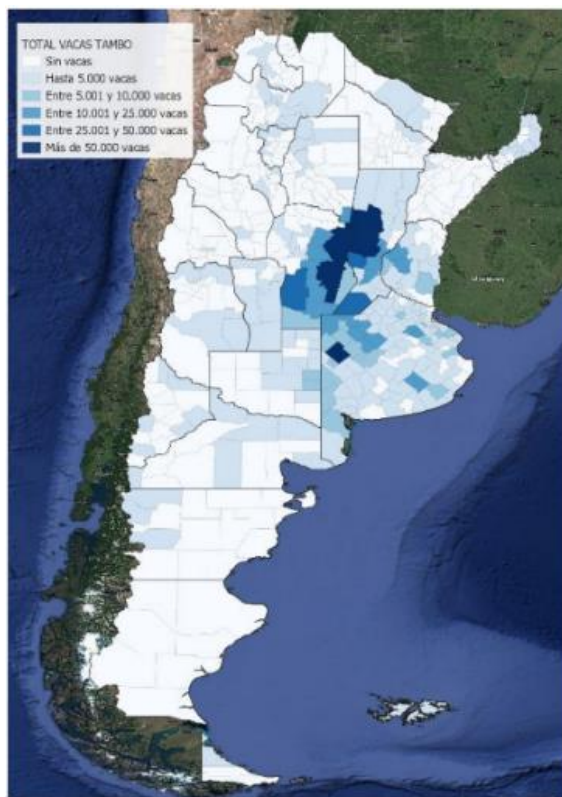 TOTAL VACAS TAMBO
Sin vacas
Hasta 5.000 vacas
Entre 5.001 y 10.000 vacas
Entre 10.001 y 25.000 vacas
Entre 25.001 y 50.000 vacas
Más de 50.000 vacas